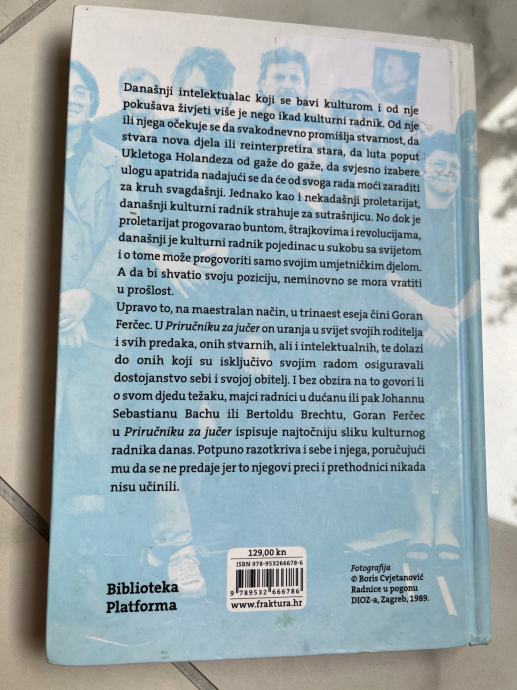 Današnji intelektualac koji se bavi kulturom i od nje
pokušava živjeti više je nego ikad kulturni radnik. Od nje
ili njega očekuje se da svakodnevno promišlja stvarnost, da
stvara nova djela ili reinterpretira stara, da luta poput
Ukletoga Holandeza od gaže do gaže, da svjesno izabere
ulogu apatrida nadajući se da će od svoga rada moći zaraditi
za kruh svagdašnji. Jednako kao i nekadašnji proletarijat,
današnji kulturni radnik strahuje za sutrašnjicu. No dok je
proletarijat progovarao buntom, štrajkovima i revolucijama,
današnji je kulturni radnik pojedinac u sukobu sa svijetom
i o tome može progovoriti samo svojim umjetničkim djelom.
A da bi shvatio svoju poziciju, neminovno se mora vratiti
u prošlost.
Upravo to, na maestralan način, u trinaest eseja čini Goran
Ferčec. U Priručniku za jučer on uranja u svijet svojih roditelja
i svih predaka, onih stvarnih, ali i intelektualnih, te dolazi
do onih koji su isključivo svojim radom osiguravali
dostojanstvo sebi i svojoj obitelj. I bez obzira na to govori li
o svom djedu težaku, majci radnici u dućanu ili pak Johannu
Sebastianu Bachu ili Bertoldu Brechtu, Goran Ferčec
u Priručniku za jučer ispisuje najtočniju sliku kulturnog
radnika danas. Potpuno razotkriva i sebe i njega, poručujući
mu da se ne predaje jer to njegovi preci i prethodnici nikada
nisu učinili.
129,00 kn
ISBN 978-953266678-6
9 789532 666786
www.fraktura.hr
Biblioteka
Platforma
Fotografija
© Boris Cvjetanović
Radnice u pogonu
DIOZ-a, Zagreb, 1989.